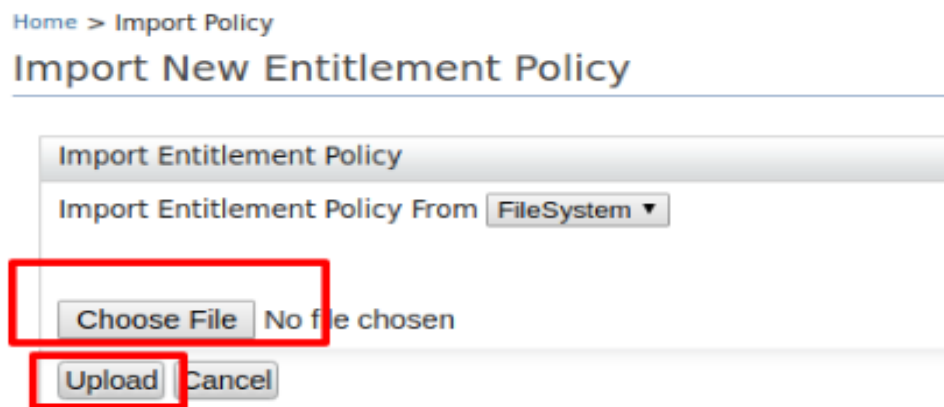 Home > Import Policy
Import New Entitlement Policy
Import Entitlement Policy
Import Entitlement Policy From FileSystem ▼
Choose File No file chosen
Upload Cancel